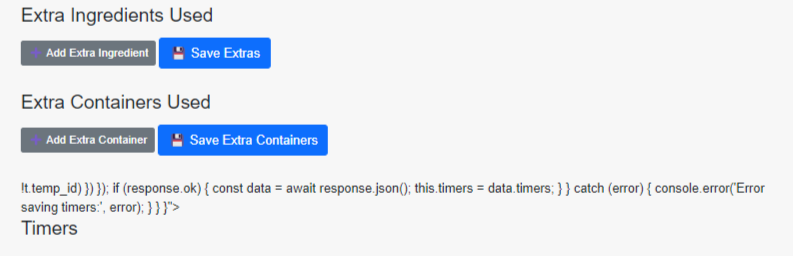 Extra Ingredients Used
Add Extra Ingredient Save Extras
Extra Containers Used
Add Extra Container Save Extra Containers
!t.temp_id) }) }); if (response.ok) { const data = await response.json(); this.timers = data.timers; } } catch (error) { console.error('Error
saving timers:', error); } } }">
Timers